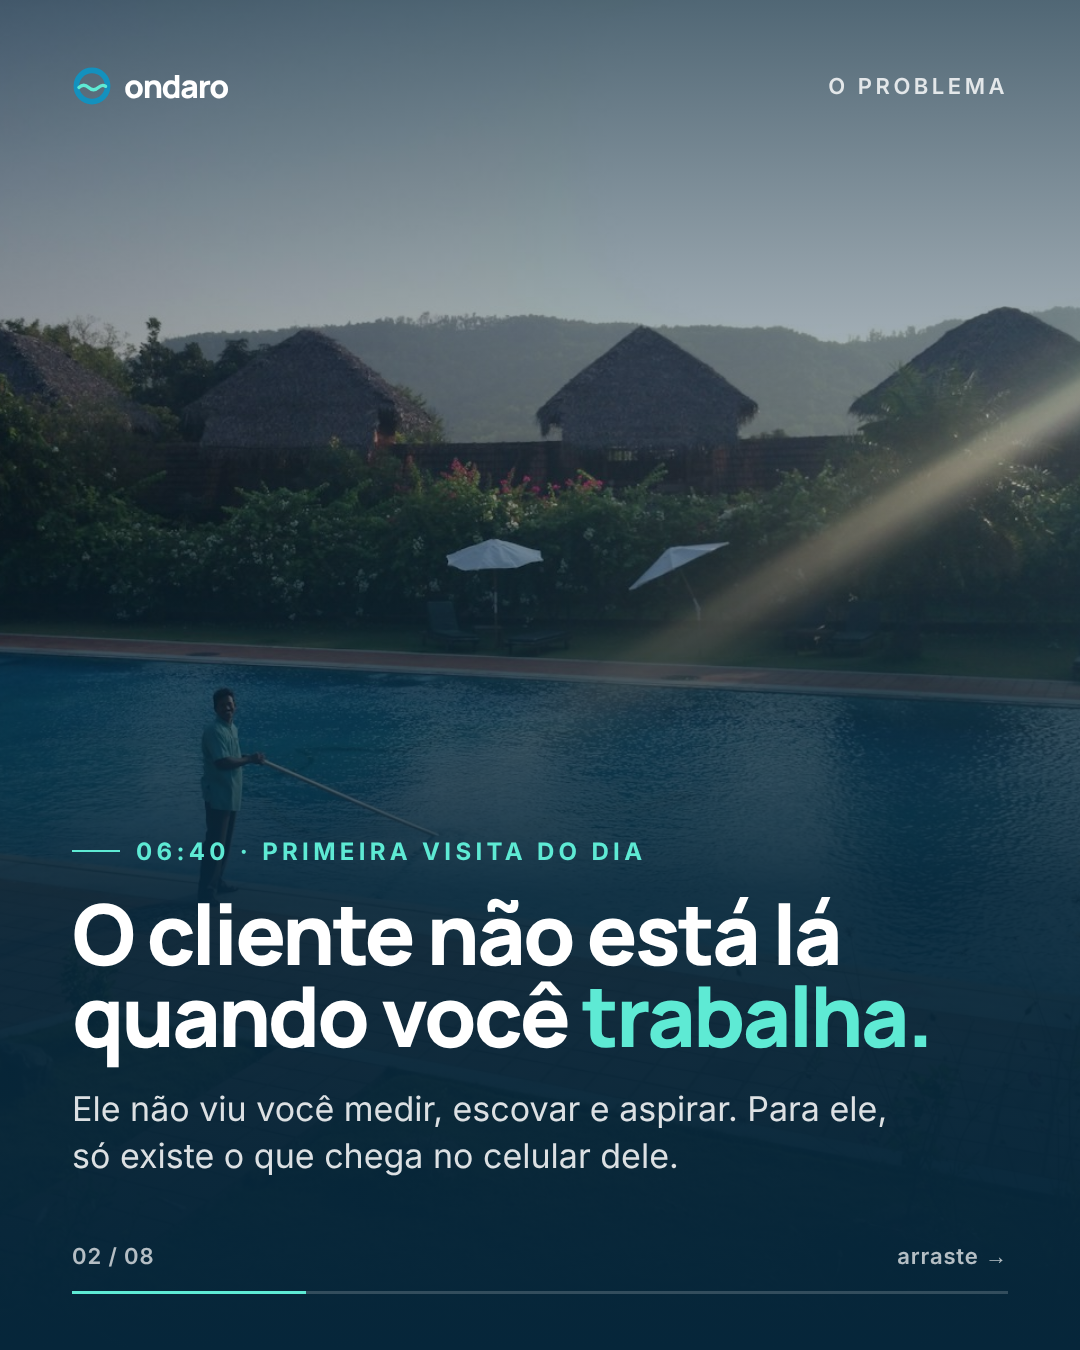 ondaro
O PROBLEMA
06:40 · PRIMEIRA VISITA DO DIA
O cliente não está lá
quando você trabalha.
Ele não viu você medir, escovar e aspirar. Para ele,
só existe o que chega no celular dele.
02 / 08
arraste →